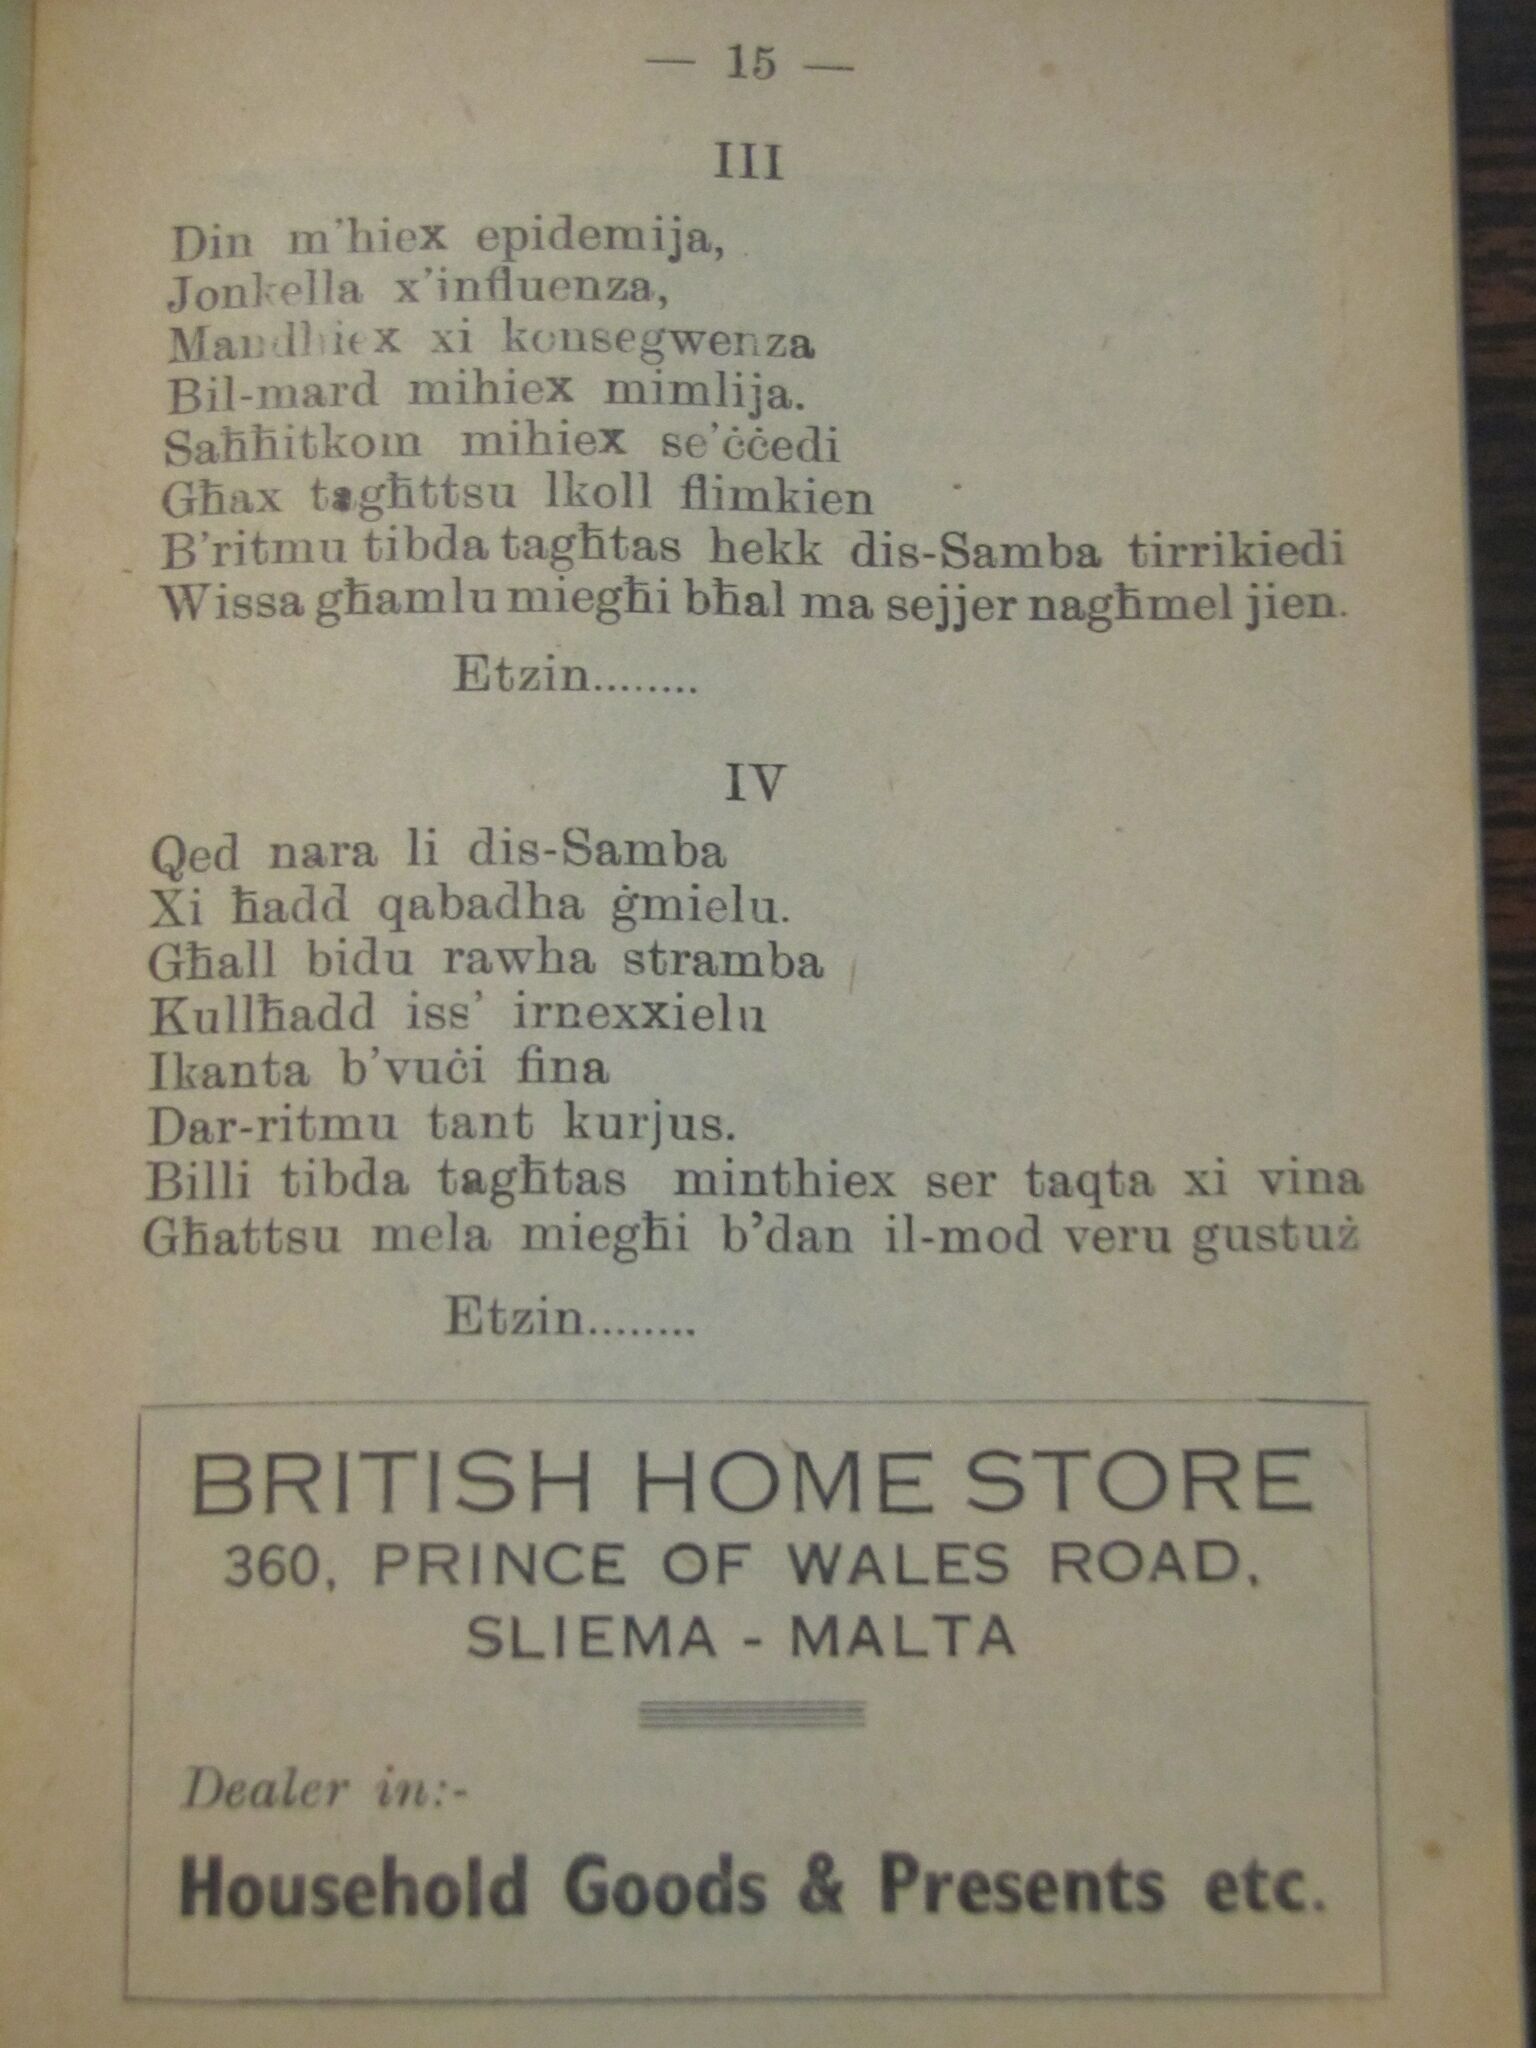 — 15 —
III
Din m'hiex epidemija,
Jonkella x'influenza,
Mandhiex xi konsegwenza
Bil-mard mihiex mimlija.
Saħħitkom mihiex se'ċċedi
Għax tagħttsu lkoll flimkien
B'ritmu tibda tagħtas hekk dis-Samba tirrikiedi
Wissa għamlu miegħi bħal ma sejjer nagħmel jien.
Etzin........
IV
Qed nara li dis-Samba
Xi ħadd qabadha ġmielu.
Għall bidu rawha stramba
Kullħadd iss' irnexxielu
Ikanta b'vuċi fina
Dar-ritmu tant kurjus.
Billi tibda tagħtas minthiex ser taqta xi vina
Għattsu mela miegħi b'dan il-mod veru gustuż
Etzin........
BRITISH HOME STORE
360, PRINCE OF WALES ROAD,
SLIEMA - MALTA
Dealer in:-
Household Goods & Presents etc.